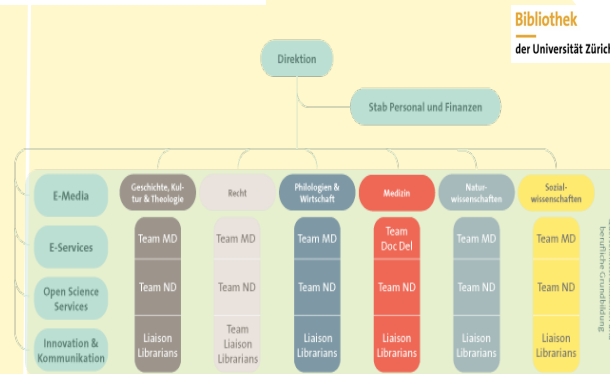 Bibliothek
der Universität Zürich
Direktion
Stab Personal und Finanzen
E-Media
Geschichte, Kul-
tur & Theologie
Recht
Philologien &
Wirtschaft
Medizin
Natur-
wissenschaften
Sozial-
wissenschaften
E-Services
Team MD
Team MD
Team MD
Team
Doc Del
Team MD
Team MD
Open Science
Services
Team ND
Team ND
Team ND
Team ND
Team ND
Team ND
Innovation &
Kommunikation
Liaison
Librarians
Team
Liaison
Librarians
Liaison
Librarians
Liaison
Librarians
Liaison
Librarians
Liaison
Librarians
berufliche Grundbildung